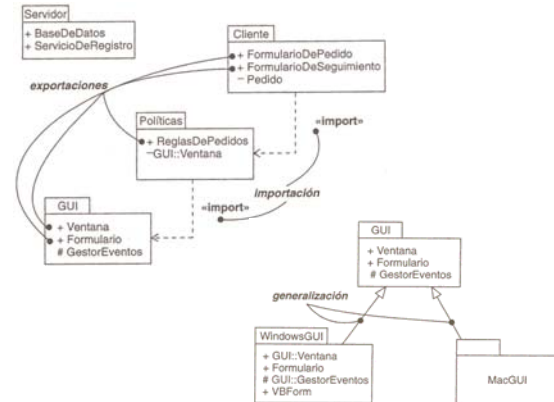 Servidor
+ BaseDeDatos
+ ServicioDeRegistro
Cliente
+ FormularioDePedido
+ FormularioDeSeguimiento
− Pedido
exportaciones
Políticas
+ ReglasDePedidos
−GUI::Ventana
«import»
importación
«import»
GUI
+ Ventana
+ Formulario
# GestorEventos
GUI
+ Ventana
+ Formulario
# GestorEventos
generalización
WindowsGUI
+ GUI::Ventana
+ Formulario
# GUI::GestorEventos
+ VBForm
MacGUI